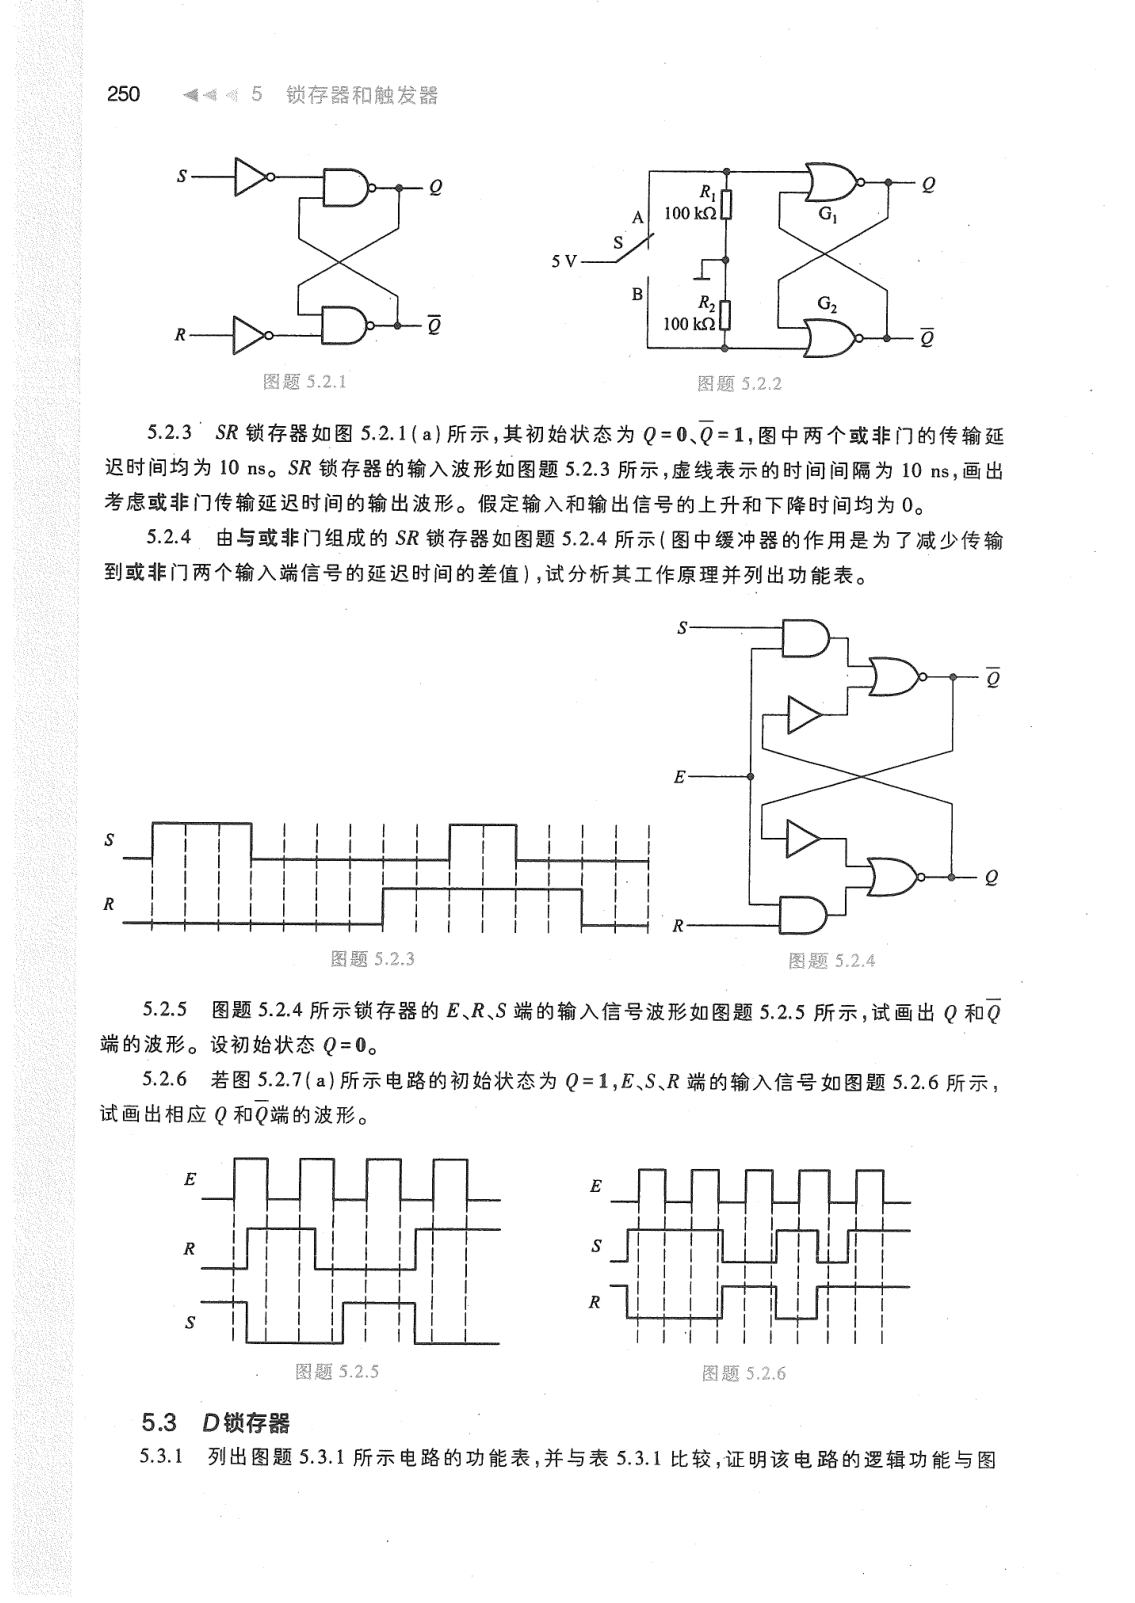 250 5 锁存器和触发器
S
Q
R
Q̅
图题 5.2.1
5 V
S
A
B
R₁
100 kΩ
R₂
100 kΩ
G₁
G₂
Q
Q̅
图题 5.2.2
5.2.3 SR 锁存器如图 5.2.1(a)所示,其初始状态为 Q=0、Q̅=1,图中两个或非门的传输延
迟时间均为 10 ns。SR 锁存器的输入波形如图题 5.2.3 所示,虚线表示的时间间隔为 10 ns,画出
考虑或非门传输延迟时间的输出波形。假定输入和输出信号的上升和下降时间均为 0。
5.2.4 由与或非门组成的 SR 锁存器如图题 5.2.4 所示(图中缓冲器的作用是为了减少传输
到或非门两个输入端信号的延迟时间的差值),试分析其工作原理并列出功能表。
S
R
图题 5.2.3
S
E
R
Q̅
Q
图题 5.2.4
5.2.5 图题 5.2.4 所示锁存器的 E、R、S 端的输入信号波形如图题 5.2.5 所示,试画出 Q 和Q̅
端的波形。设初始状态 Q=0。
5.2.6 若图 5.2.7(a)所示电路的初始状态为 Q=1,E、S、R 端的输入信号如图题 5.2.6 所示,
试画出相应 Q 和Q̅端的波形。
E
R
S
图题 5.2.5
E
S
R
图题 5.2.6
5.3 D锁存器
5.3.1 列出图题 5.3.1 所示电路的功能表,并与表 5.3.1 比较,证明该电路的逻辑功能与图